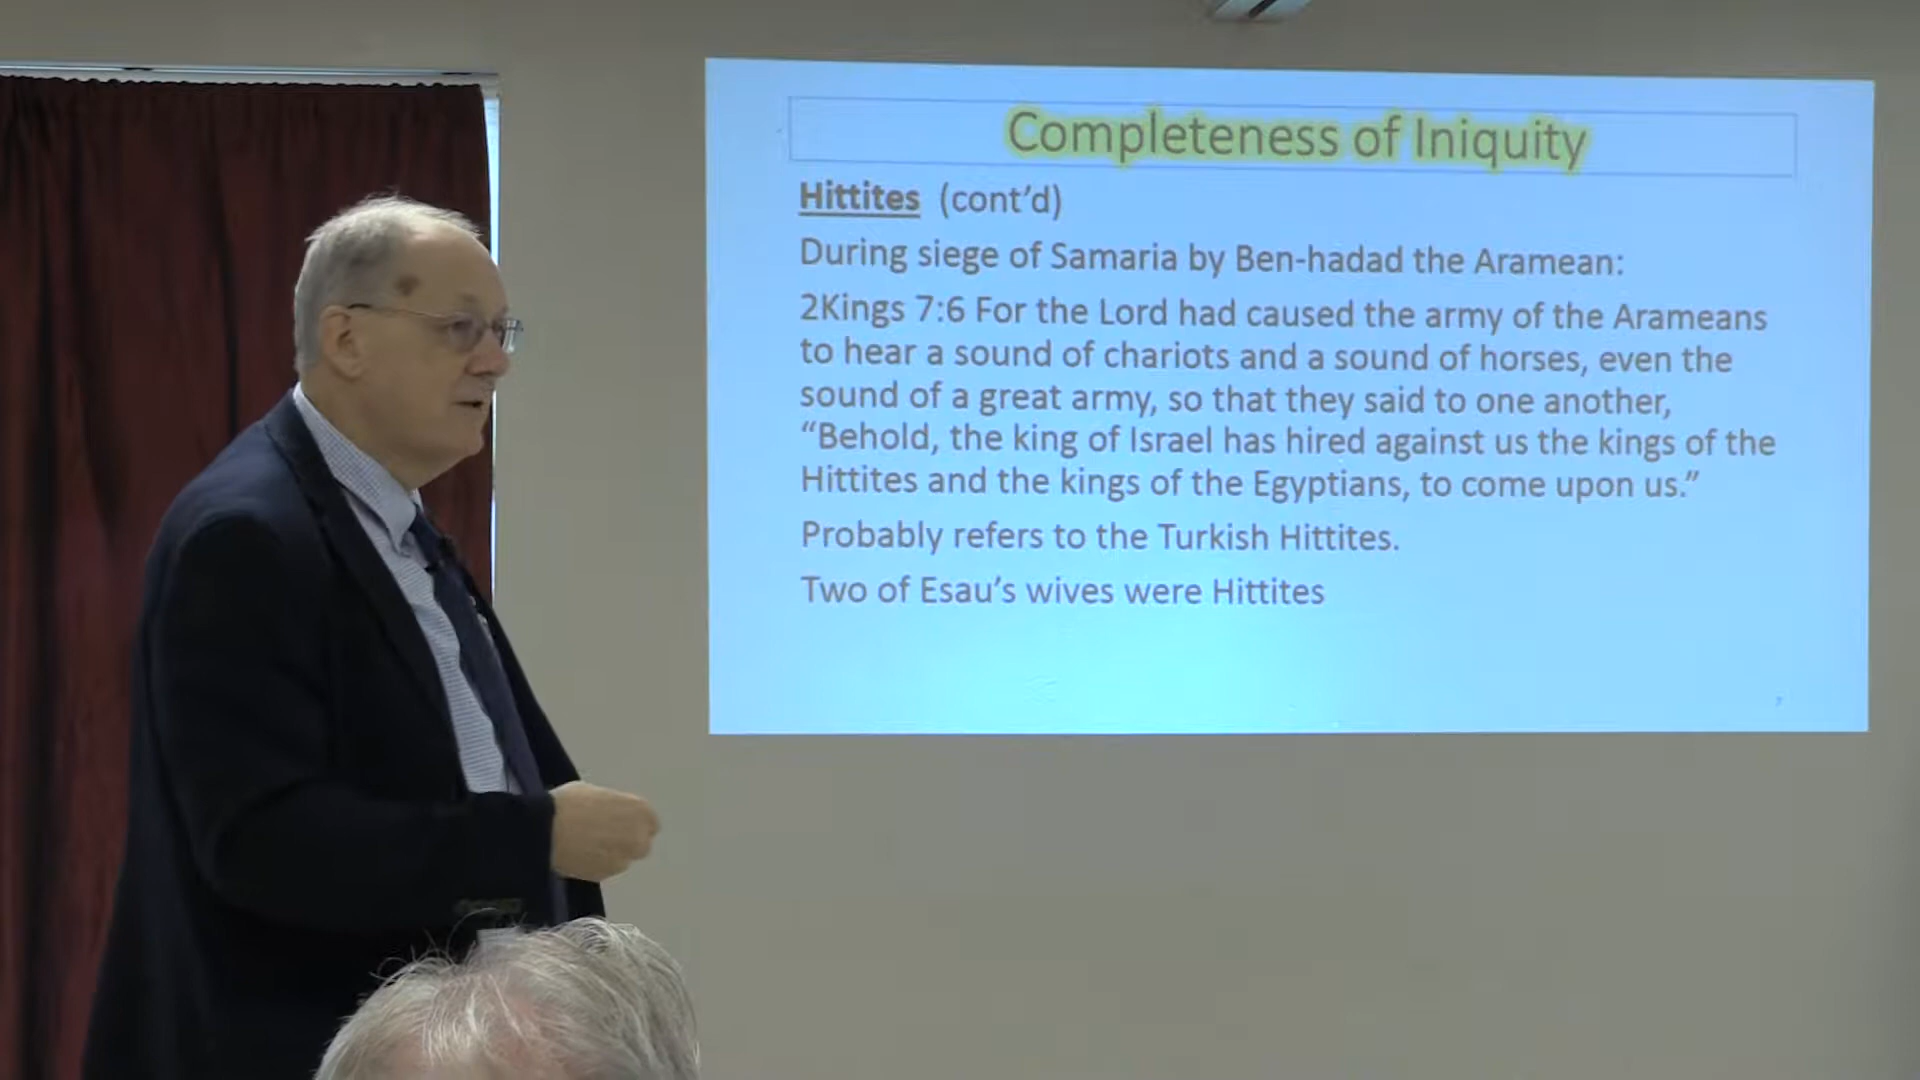 Completeness of Iniquity
Hittites (cont’d)
During siege of Samaria by Ben-hadad the Aramean:
2Kings 7:6 For the Lord had caused the army of the Arameans
to hear a sound of chariots and a sound of horses, even the
sound of a great army, so that they said to one another,
“Behold, the king of Israel has hired against us the kings of the
Hittites and the kings of the Egyptians, to come upon us.”
Probably refers to the Turkish Hittites.
Two of Esau’s wives were Hittites